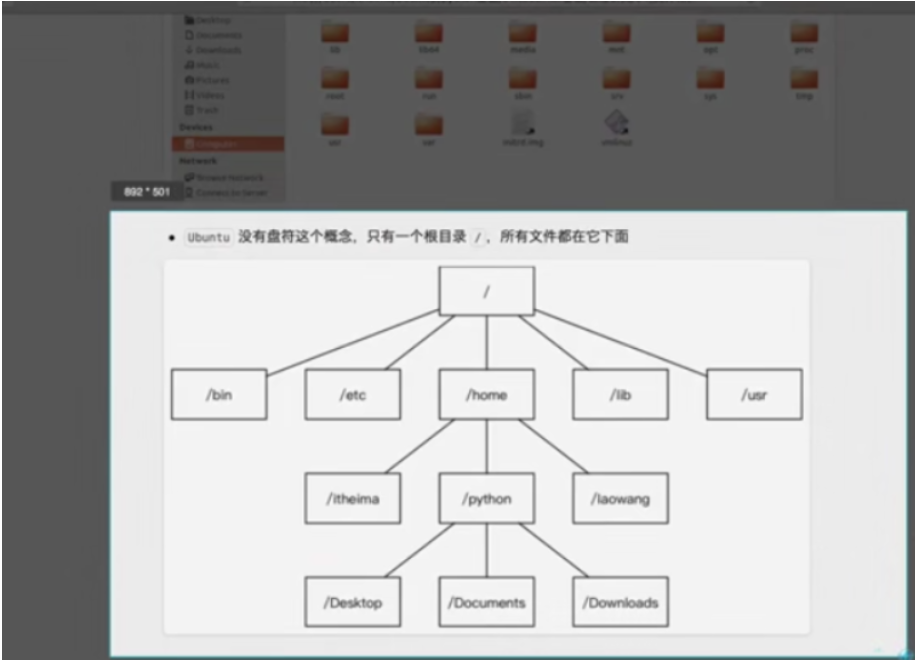 Desktop
Documents
Downloads
Music
Pictures
Videos
Trash
Devices
Computer
Network
Browse Network
Connect to Server
lib
lib64
media
mnt
opt
proc
root
run
sbin
srv
sys
tmp
usr
var
initrd.img
vmlinuz
892 * 501
• Ubuntu 没有盘符这个概念，只有一个根目录 /，所有文件都在它下面
/
/bin
/etc
/home
/lib
/usr
/itheima
/python
/laowang
/Desktop
/Documents
/Downloads